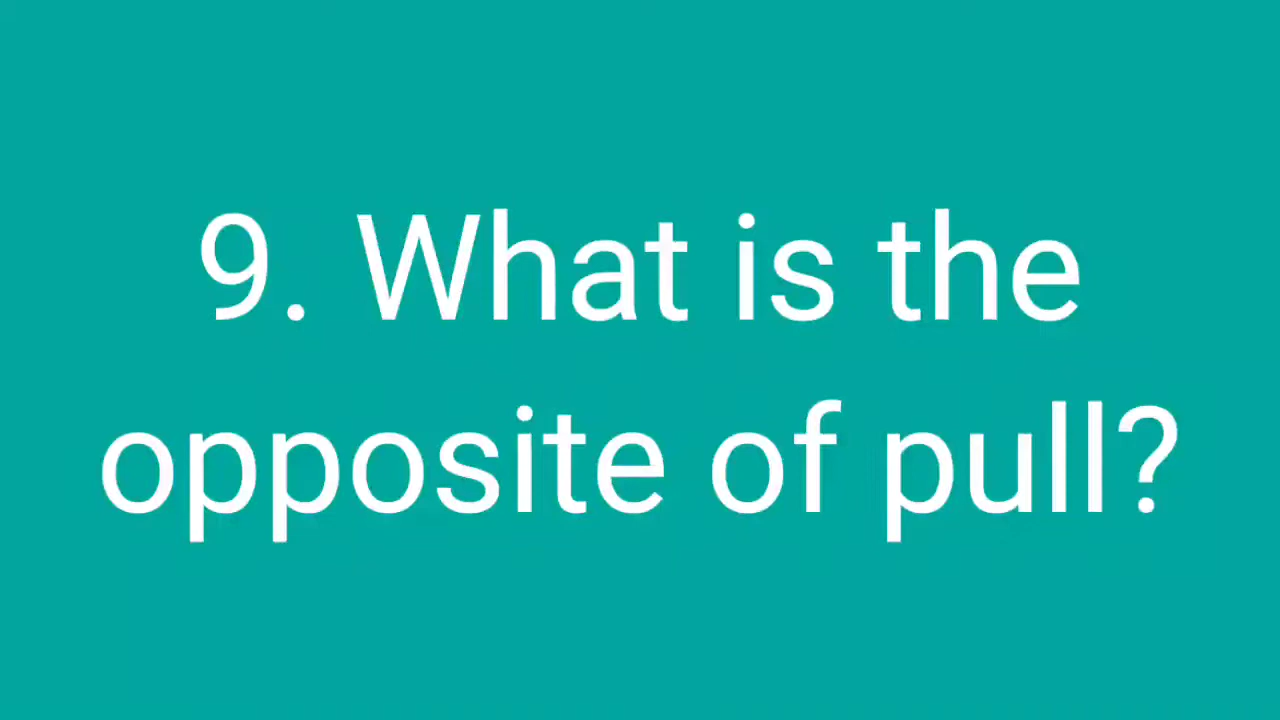 9. What is the
opposite of pull?